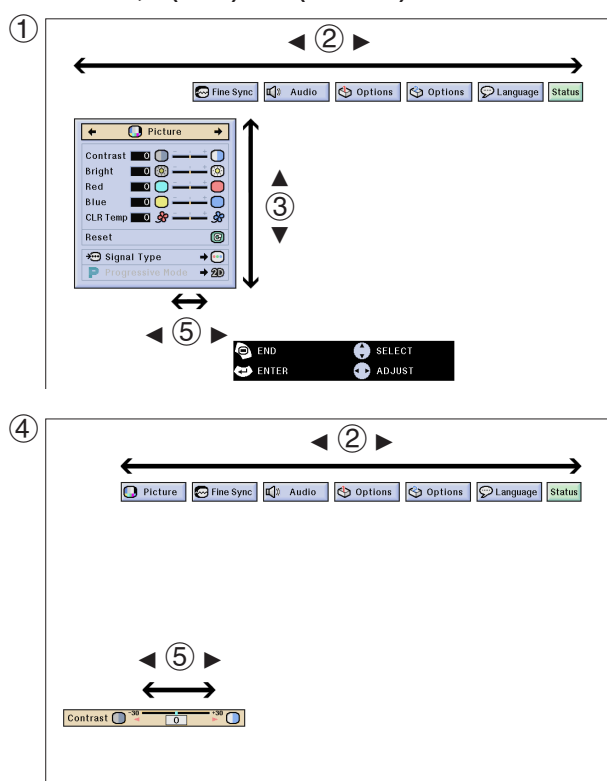 ①
◄ ② ►
Fine Sync Audio Options Options Language Status
Picture
Contrast 0 - +
Bright 0 - +
Red 0 - +
Blue 0 - +
CLR Temp 0 - +
Reset
Signal Type
P Progressive Mode 2D
▲
③
▼
◄ ⑤ ►
END SELECT
ENTER ADJUST
④
◄ ② ►
Picture Fine Sync Audio Options Options Language Status
◄ ⑤ ►
Contrast -30 0 +30